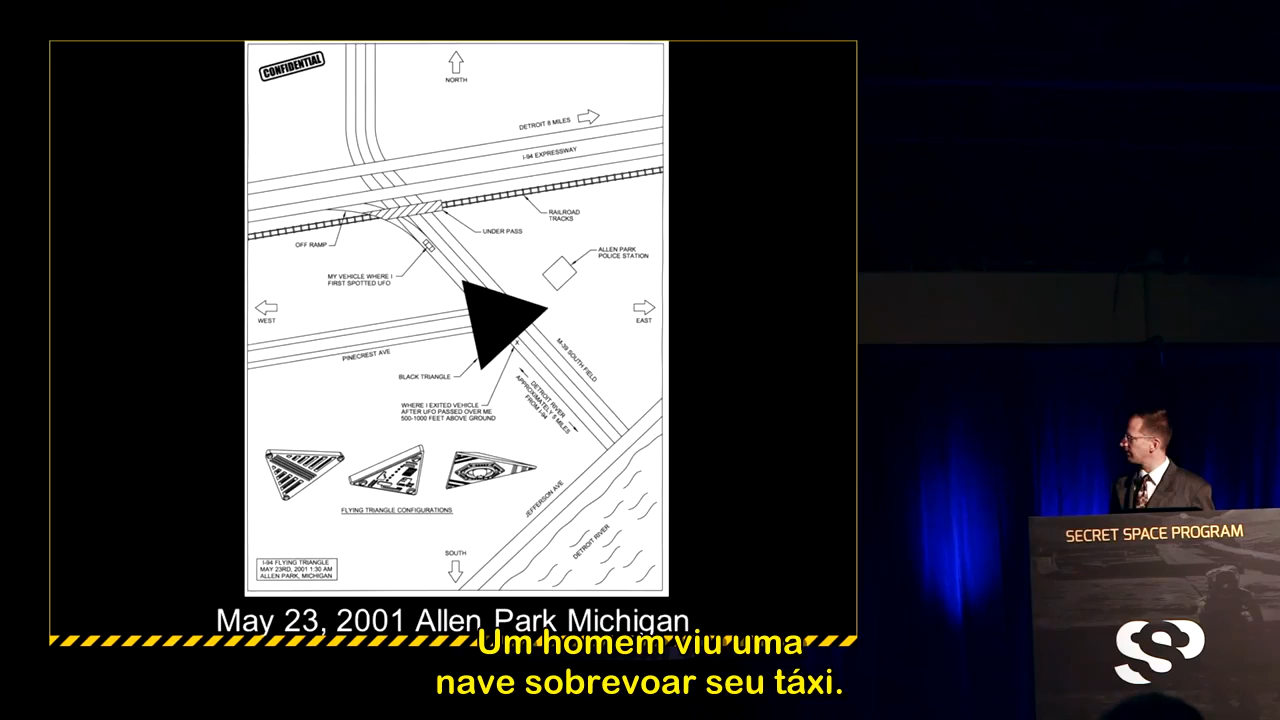 CONFIDENTIAL
NORTH
DETROIT 8 MILES
I-94 EXPRESSWAY
RAILROAD
TRACKS
UNDER PASS
OFF RAMP
ALLEN PARK
POLICE STATION
MY VEHICLE WHERE I
FIRST SPOTTED UFO
WEST
EAST
PINECREST AVE
M-39 SOUTH FIELD
BLACK TRIANGLE
X
WHERE I EXITED VEHICLE
AFTER UFO PASSED OVER ME
500-1000 FEET ABOVE GROUND
DETROIT RIVER
APPROXIMATELY 5 MILES
FROM I-94
JEFFERSON AVE
FLYING TRIANGLE CONFIGURATIONS
DETROIT RIVER
SOUTH
I-94 FLYING TRIANGLE
MAY 23RD, 2001 1:30 AM
ALLEN PARK, MICHIGAN
May 23, 2001 Allen Park Michigan
SECRET SPACE PROGRAM
SSP
Um homem viu uma
nave sobrevoar seu táxi.